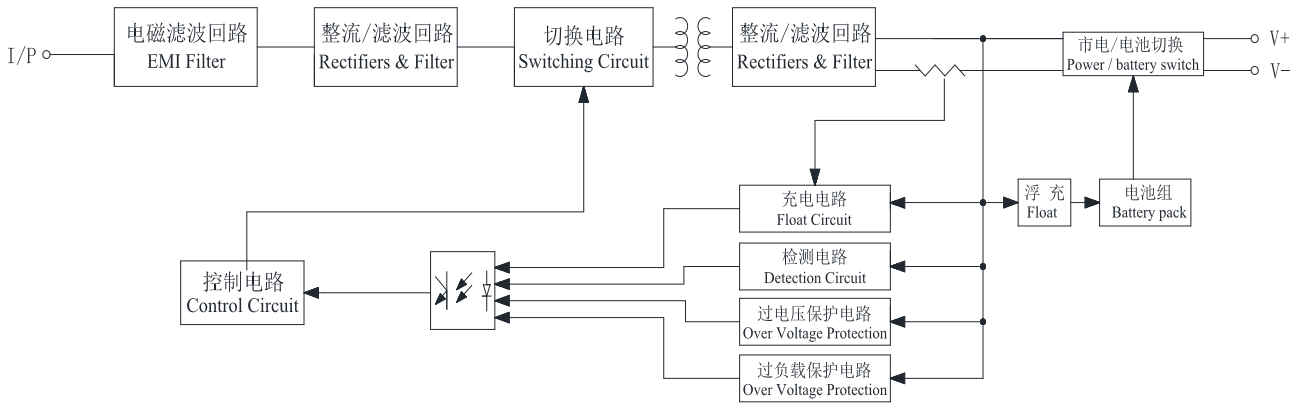 I/P
电磁滤波回路
EMI Filter
整流/滤波回路
Rectifiers & Filter
切换电路
Switching Circuit
整流/滤波回路
Rectifiers & Filter
市电/电池切换
Power / battery switch
V+
V-
充电电路
Float Circuit
浮 充
Float
电池组
Battery pack
检测电路
Detection Circuit
控制电路
Control Circuit
过电压保护电路
Over Voltage Protection
过负载保护电路
Over Voltage Protection